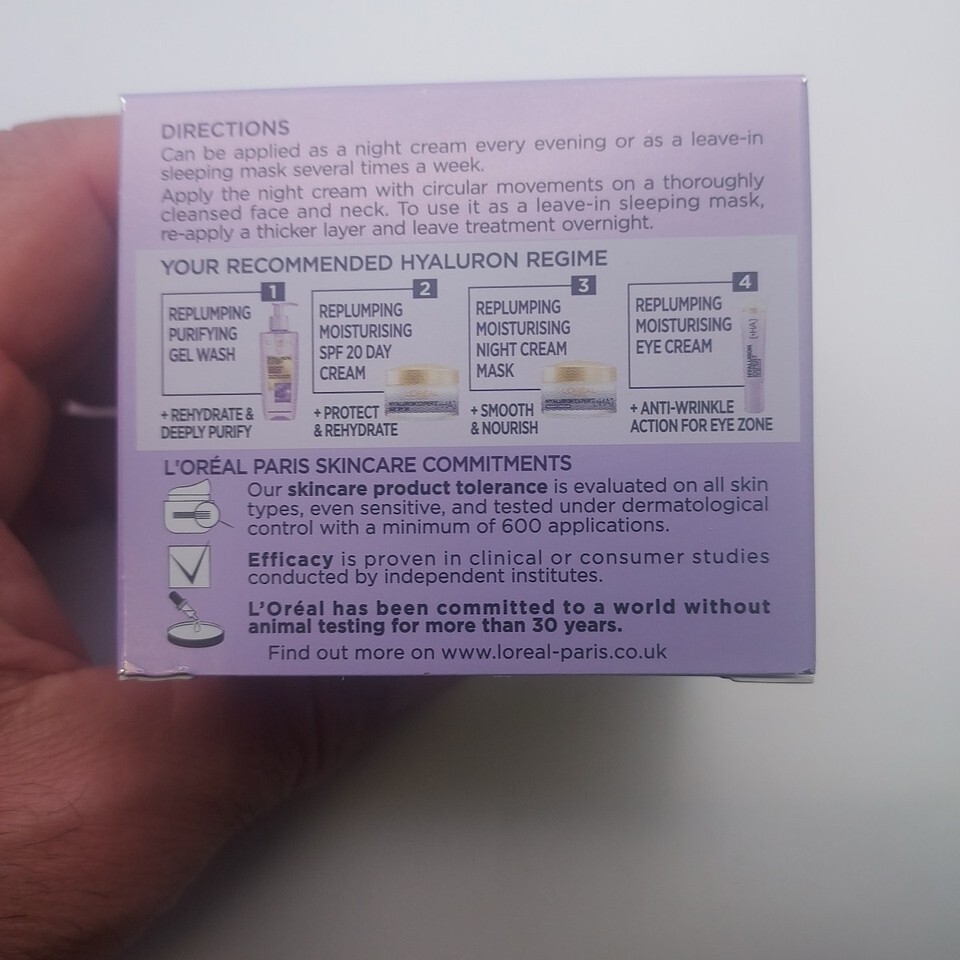 DIRECTIONS
Can be applied as a night cream every evening or as a leave-in
sleeping mask several times a week.
Apply the night cream with circular movements on a thoroughly
cleansed face and neck. To use it as a leave-in sleeping mask,
re-apply a thicker layer and leave treatment overnight.
YOUR RECOMMENDED HYALURON REGIME
1
REPLUMPING
PURIFYING
GEL WASH
+ REHYDRATE &
DEEPLY PURIFY
2
REPLUMPING
MOISTURISING
SPF 20 DAY
CREAM
+ PROTECT
& REHYDRATE
3
REPLUMPING
MOISTURISING
NIGHT CREAM
MASK
+ SMOOTH
& NOURISH
4
REPLUMPING
MOISTURISING
EYE CREAM
+ ANTI-WRINKLE
ACTION FOR EYE ZONE
L'ORÉAL PARIS SKINCARE COMMITMENTS
Our skincare product tolerance is evaluated on all skin
types, even sensitive, and tested under dermatological
control with a minimum of 600 applications.
Efficacy is proven in clinical or consumer studies
conducted by independent institutes.
L'Oréal has been committed to a world without
animal testing for more than 30 years.
Find out more on www.loreal-paris.co.uk